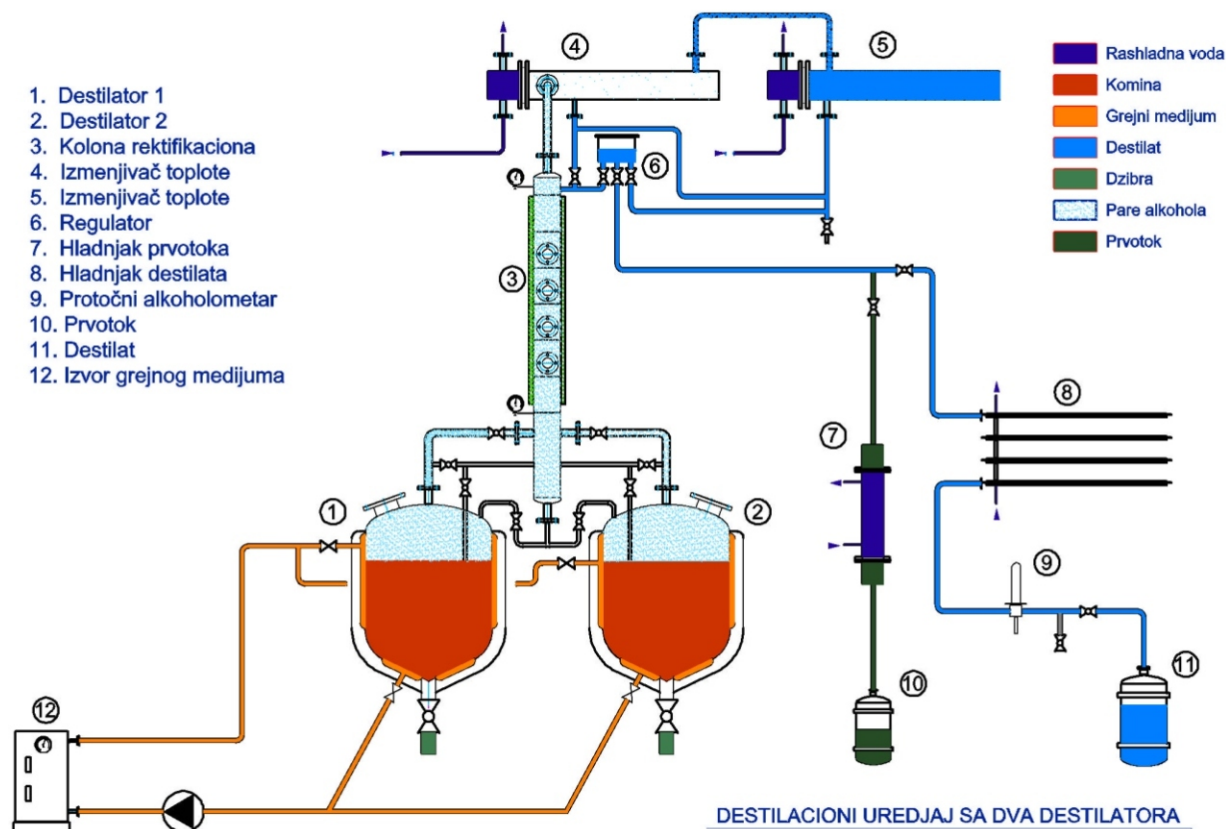 1. Destilator 1
2. Destilator 2
3. Kolona rektifikaciona
4. Izmenjivač toplote
5. Izmenjivač toplote
6. Regulator
7. Hladnjak prvotoka
8. Hladnjak destilata
9. Protočni alkoholometar
10. Prvotok
11. Destilat
12. Izvor grejnog medijuma
Rashladna voda
Komina
Grejni medijum
Destilat
Dzibra
Pare alkohola
Prvotok
4
5
6
3
8
7
1
2
9
10
11
12
DESTILACIONI UREDJAJ SA DVA DESTILATORA